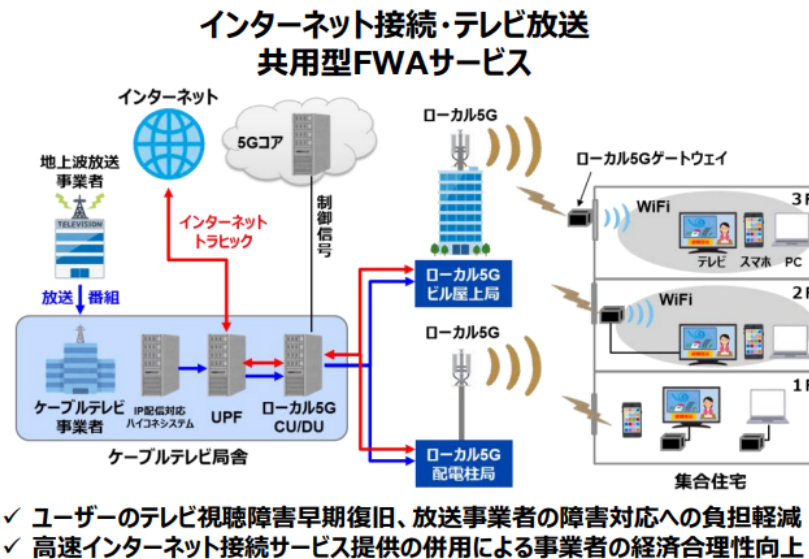 インターネット接続・テレビ放送
共用型FWAサービス
インターネット
5Gコア
地上波放送
事業者
TELEVISION
インターネット
トラヒック
制御信号
放送
番組
ローカル5G
ローカル5G
ビル屋上局
ローカル5G
ローカル5G
配電柱局
ケーブルテレビ
事業者
IP配信対応
ハイコネシステム
UPF
ローカル5G
CU/DU
ケーブルテレビ局舎
ローカル5Gゲートウェイ
WiFi
3F
テレビ
スマホ
PC
WiFi
2F
1F
集合住宅
✓ ユーザーのテレビ視聴障害早期復旧、放送事業者の障害対応への負担軽減
✓ 高速インターネット接続サービス提供の併用による事業者の経済合理性向上